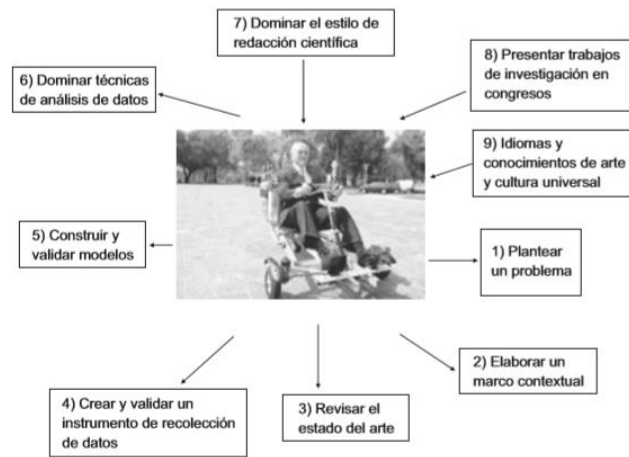 7) Dominar el estilo de
redacción científica
8) Presentar trabajos
de investigación en
congresos
6) Dominar técnicas
de análisis de datos
9) Idiomas y
conocimientos de arte
y cultura universal
5) Construir y
validar modelos
1) Plantear
un problema
2) Elaborar un
marco contextual
4) Crear y validar un
instrumento de recolección
de datos
3) Revisar el
estado del arte